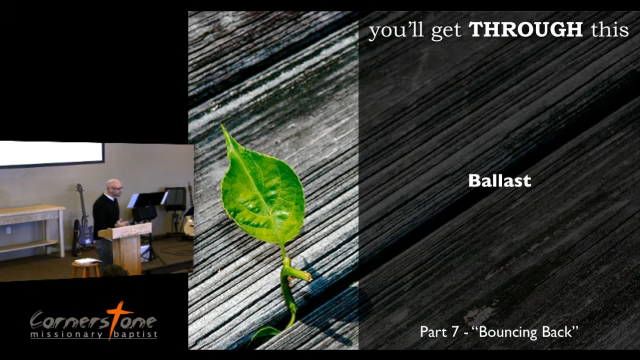 you'll get THROUGH this
Ballast
Part 7 - "Bouncing Back"
Cornerstone
missionary baptist